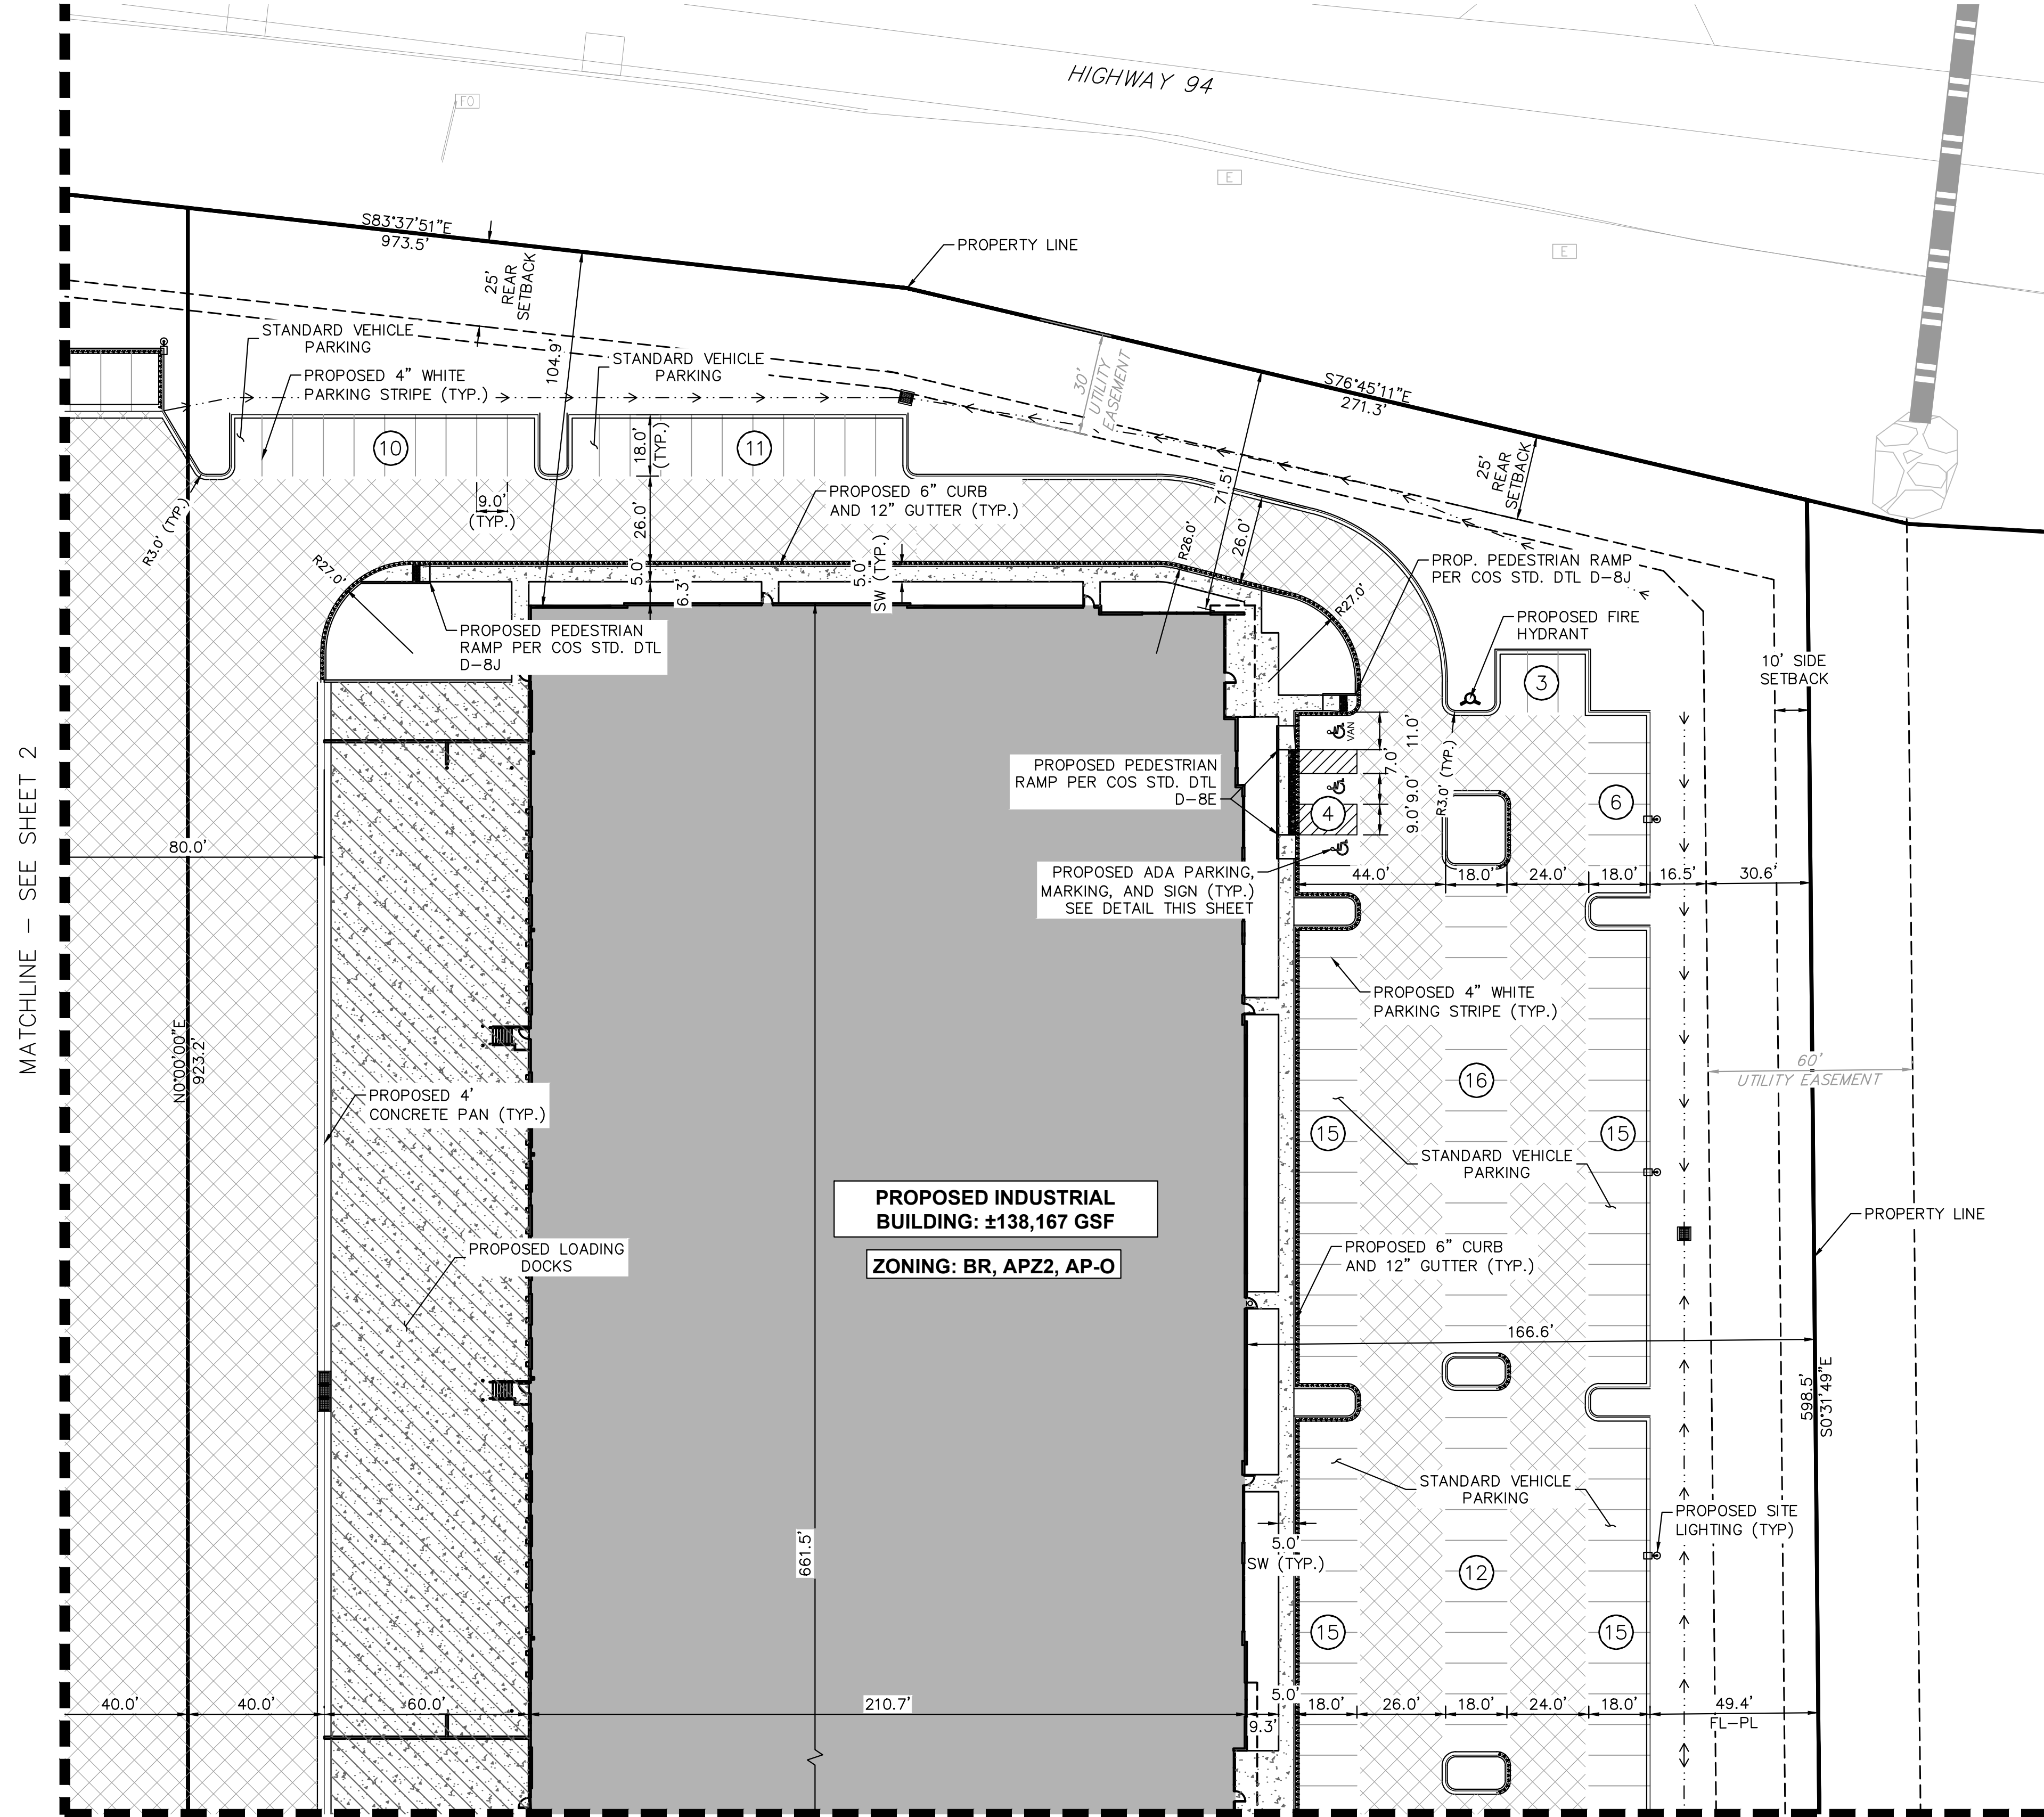 HIGHWAY 94
FO
E
E
S83°37'51"E
973.5'
PROPERTY LINE
25'
REAR
SETBACK
104.9'
STANDARD VEHICLE
PARKING
PROPOSED 4" WHITE
PARKING STRIPE (TYP.)
STANDARD VEHICLE
PARKING
30'
UTILITY
EASEMENT
S76°45'11"E
271.3'
25'
REAR
SETBACK
71.5'
10
11
18.0'
(TYP.)
9.0'
(TYP.)
26.0'
PROPOSED 6" CURB
AND 12" GUTTER (TYP.)
R3.0' (TYP.)
R27.0'
5.0'
6.3'
5.0'
SW (TYP.)
R26.0'
26.0'
R27.0'
PROP. PEDESTRIAN RAMP
PER COS STD. DTL D-8J
PROPOSED FIRE
HYDRANT
PROPOSED PEDESTRIAN
RAMP PER COS STD. DTL
D-8J
10' SIDE
SETBACK
3
VAN
11.0'
7.0'
9.0'
9.0'
R3.0' (TYP.)
PROPOSED PEDESTRIAN
RAMP PER COS STD. DTL
D-8E
4
6
MATCHLINE - SEE SHEET 2
80.0'
PROPOSED ADA PARKING,
MARKING, AND SIGN (TYP.)
SEE DETAIL THIS SHEET
44.0'
18.0'
24.0'
18.0'
16.5'
30.6'
PROPOSED 4" WHITE
PARKING STRIPE (TYP.)
N0°00'00"E
923.2'
60'
UTILITY EASEMENT
16
PROPOSED 4'
CONCRETE PAN (TYP.)
15
15
STANDARD VEHICLE
PARKING
PROPOSED INDUSTRIAL
BUILDING: ±138,167 GSF
ZONING: BR, APZ2, AP-O
PROPERTY LINE
PROPOSED LOADING
DOCKS
PROPOSED 6" CURB
AND 12" GUTTER (TYP.)
166.6'
598.5'
S0°31'49"E
STANDARD VEHICLE
PARKING
PROPOSED SITE
LIGHTING (TYP)
661.5'
5.0'
SW (TYP.)
12
15
15
40.0'
40.0'
60.0'
210.7'
9.3'
5.0'
18.0'
26.0'
18.0'
24.0'
18.0'
49.4'
FL-PL